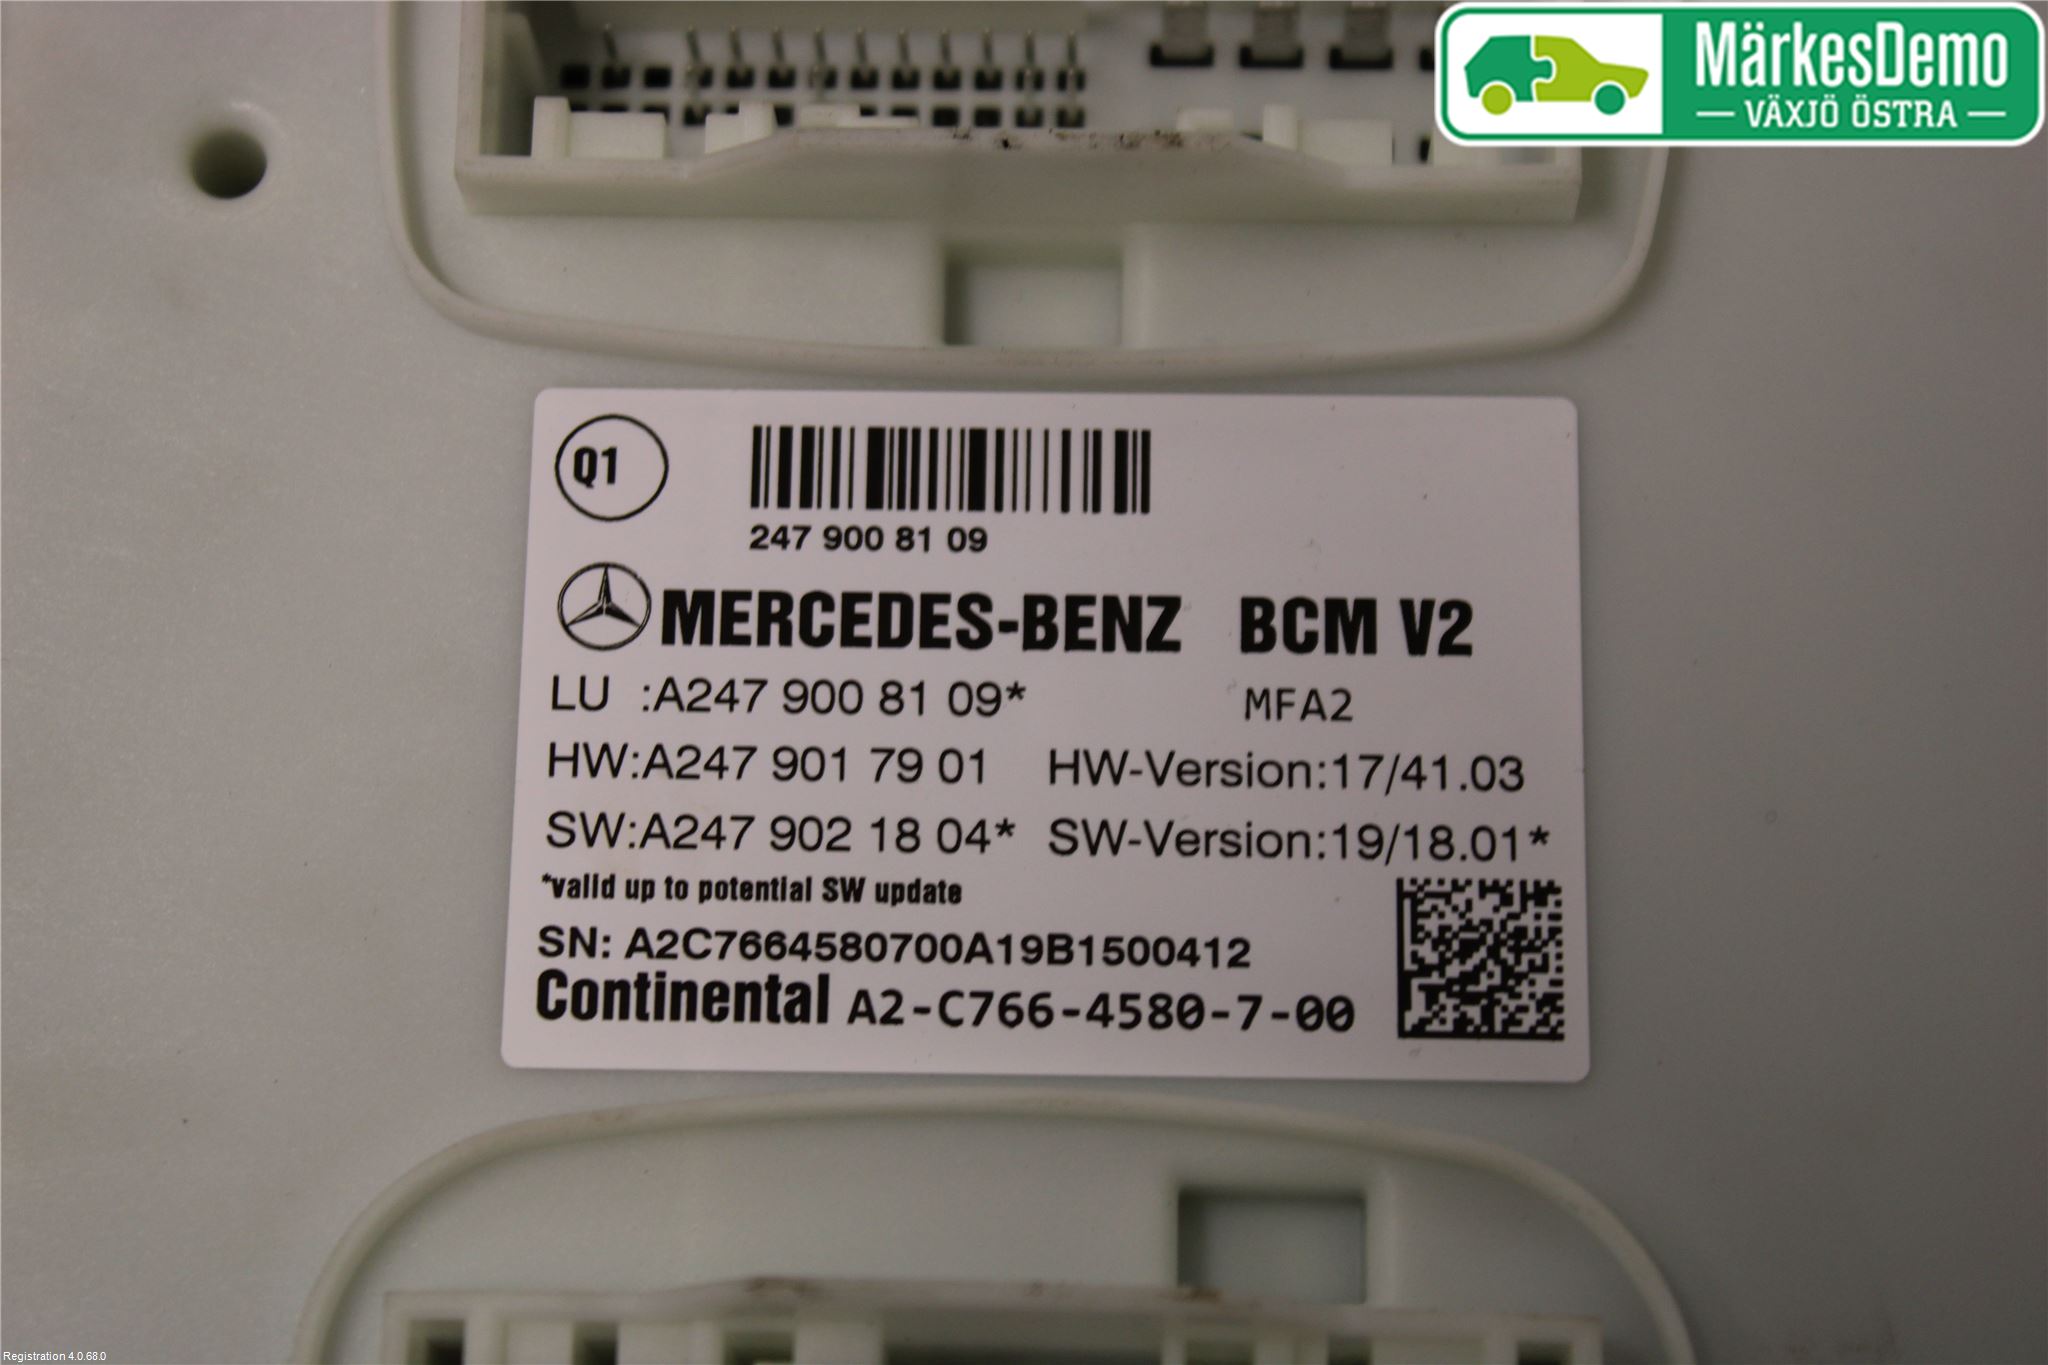 MärkesDemo
VÄXJÖ ÖSTRA
Q1
247 900 81 09
MERCEDES-BENZ BCM V2
LU :A247 900 81 09* MFA2
HW:A247 901 79 01 HW-Version:17/41.03
SW:A247 902 18 04* SW-Version:19/18.01*
*valid up to potential SW update
SN: A2C7664580700A19B1500412
Continental A2-C766-4580-7-00
Registration 4.0.68.0